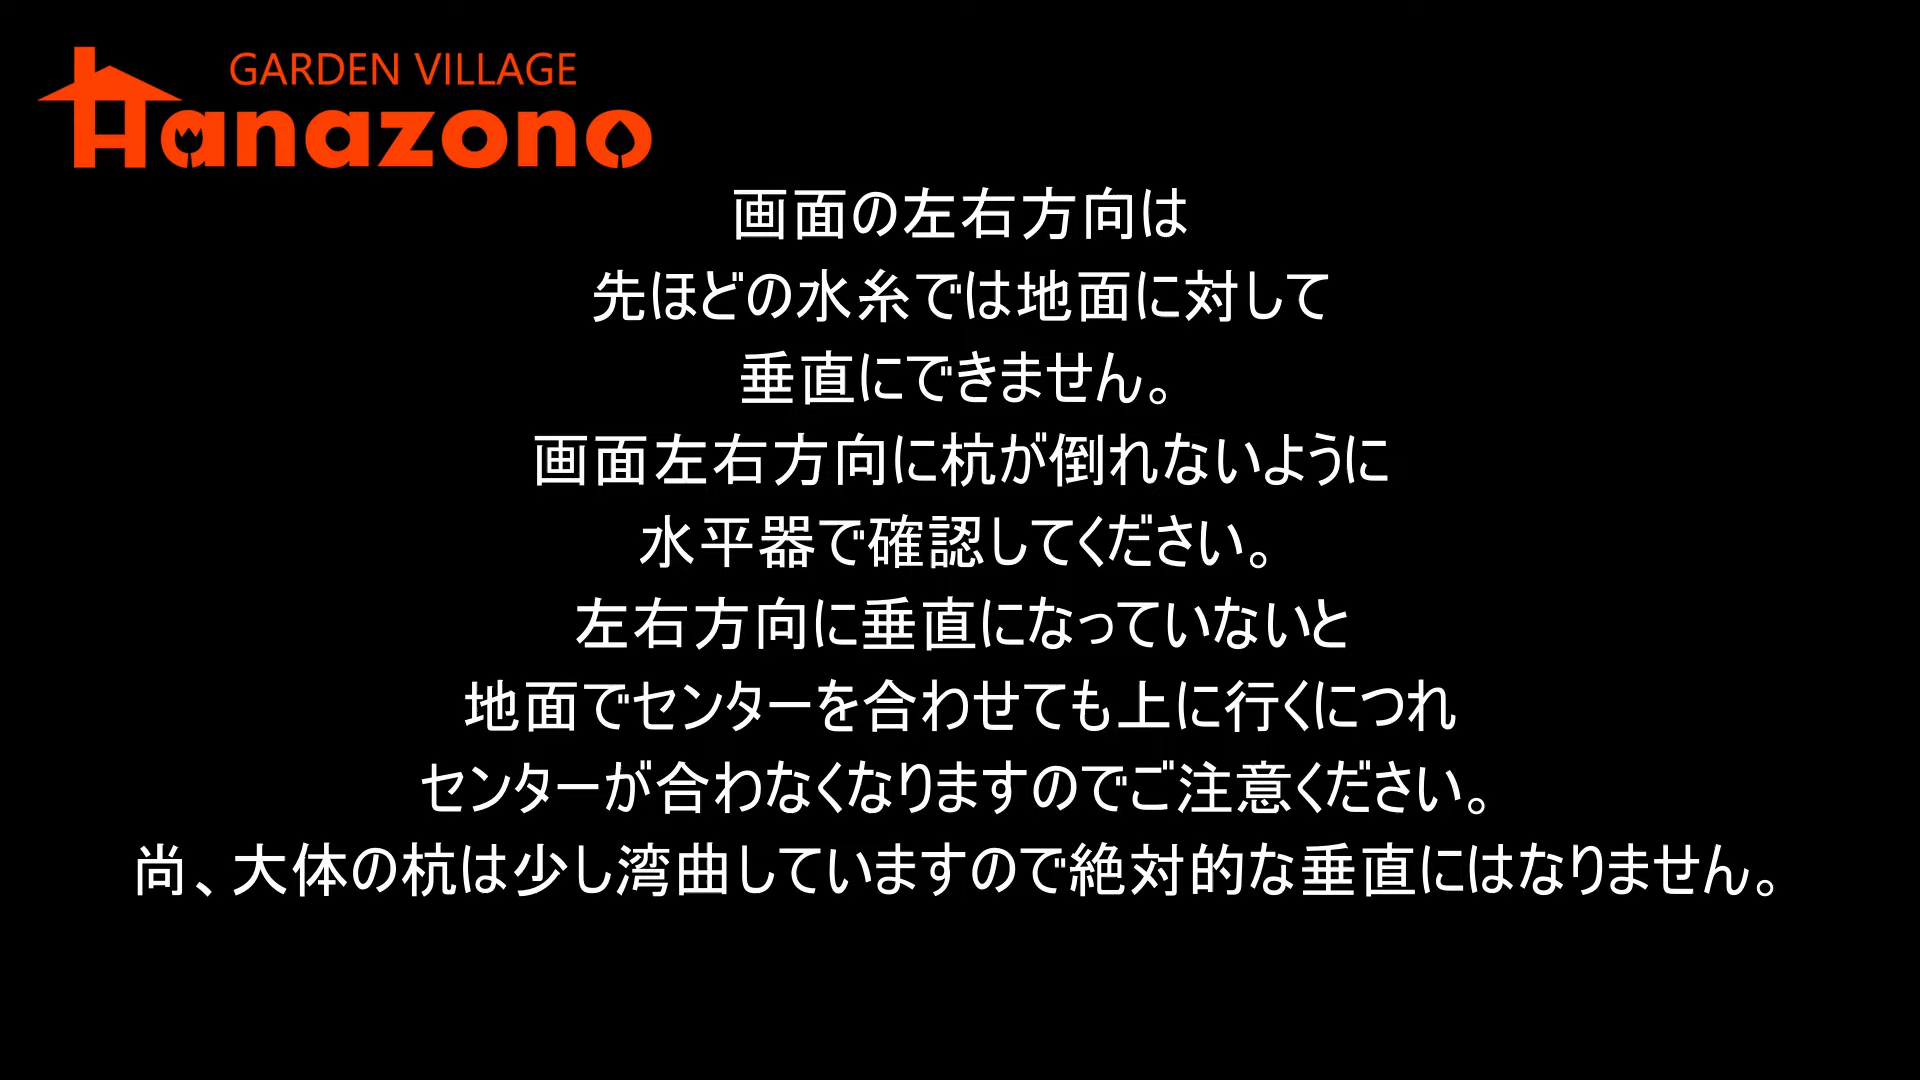 GARDEN VILLAGE
Hanazono
画面の左右方向は
先ほどの水糸では地面に対して
垂直にできません。
画面左右方向に杭が倒れないように
水平器で確認してください。
左右方向に垂直になっていないと
地面でセンターを合わせても上に行くにつれ
センターが合わなくなりますのでご注意ください。
尚、大体の杭は少し湾曲していますので絶対的な垂直にはなりません。